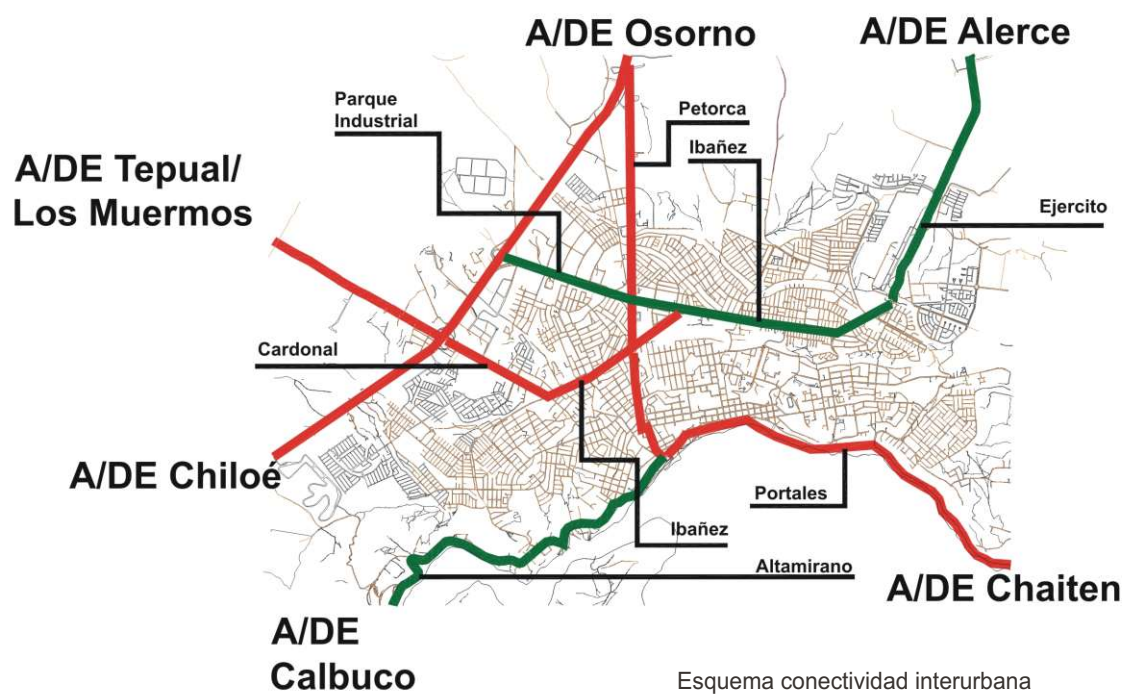 A/DE Osorno
A/DE Alerce
Parque
Industrial
Petorca
Ibañez
A/DE Tepual/
Los Muermos
Ejercito
Cardonal
A/DE Chiloé
Portales
Ibañez
Altamirano
A/DE Chaiten
A/DE
Calbuco
Esquema conectividad interurbana